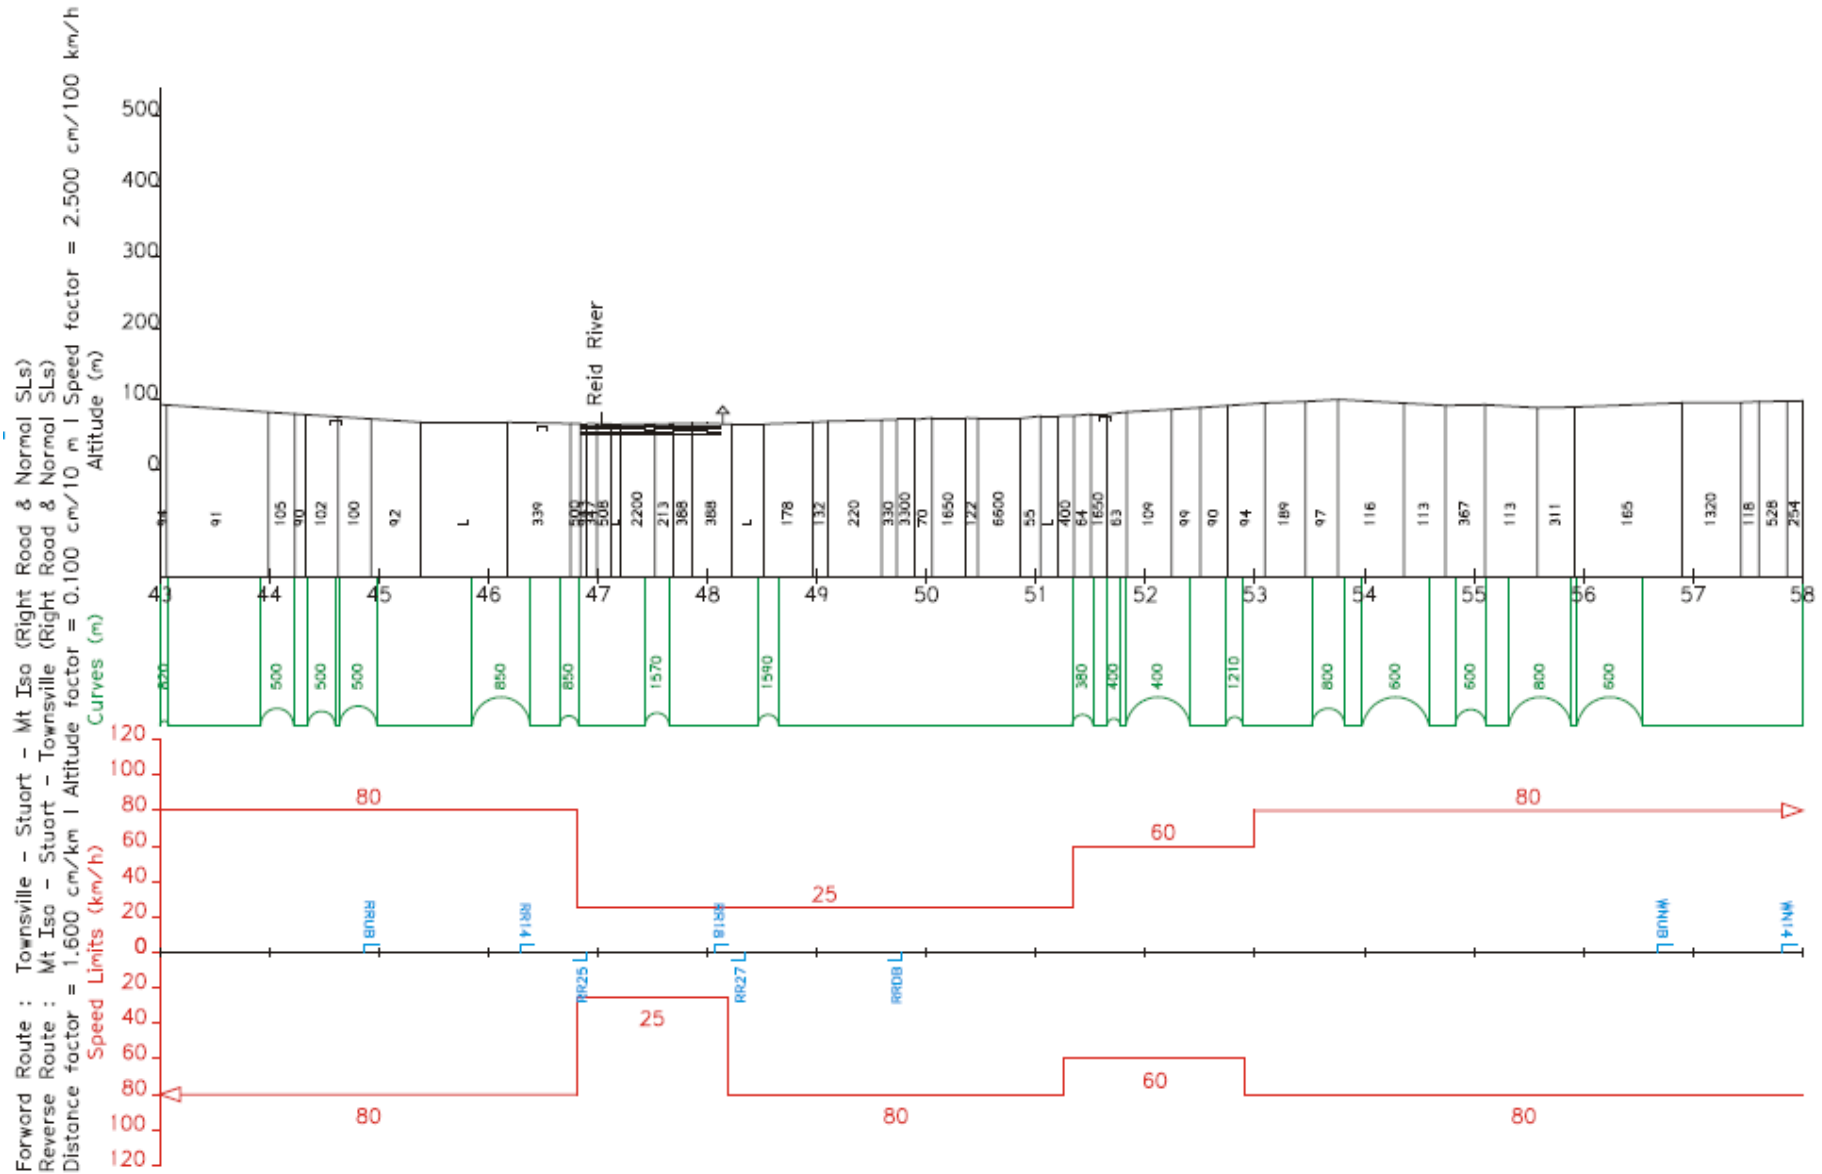 Forward Route : Townsville - Stuart - Mt Isa (Right Road & Normal SLs)
Reverse Route : Mt Isa - Stuart - Townsville (Right Road & Normal SLs)
Distance factor = 1.600 cm/km | Altitude factor = 0.100 cm/10 m | Speed factor = 2.500 cm/100 km/h
Altitude (m)
500
400
300
200
100
0
Reid River
94 91 105 90 102 100 92 L 339 500 347 508 L 2200 213 388 388 L 178 132 220 330 3300 70 1650 122 6600 55 L 400 64 1650 63 109 99 90 94 189 97 116 113 367 113 311 165 1320 118 528 254
43 44 45 46 47 48 49 50 51 52 53 54 55 56 57 58
Curves (m)
820 500 500 500 850 850 1570 1590 380 400 400 1210 800 600 600 800 600
Speed Limits (km/h)
120
100
80
60
40
20
0
20
40
60
80
100
120
80 25 60 80
RRUB RR14 RR18 WNUB WN14
RR25 RR27 RRDB
25 60
80 80 80